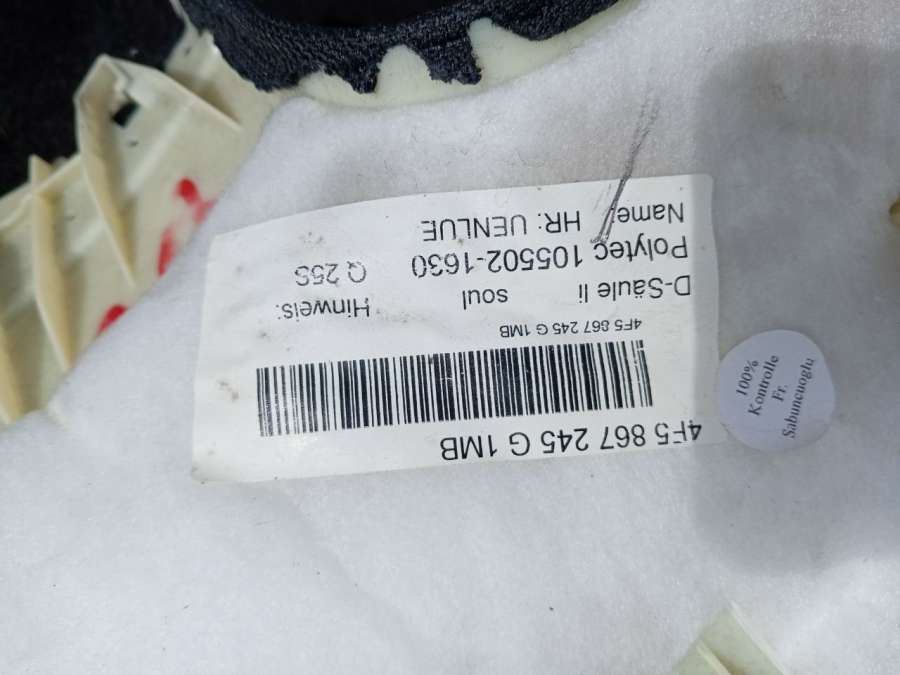 4F5 867 245 G 1MB
4F5 867 245 G 1MB
D-Säule li soul Hinweis:
Polytec 105502-1630 Q 25S
Name: HR: UENLUE
100%
Kontrolle
Fr.
Sabuncuoglu